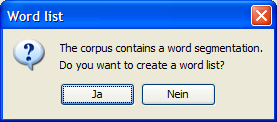 Word list
The corpus contains a word segmentation.
Do you want to create a word list?
Ja
Nein